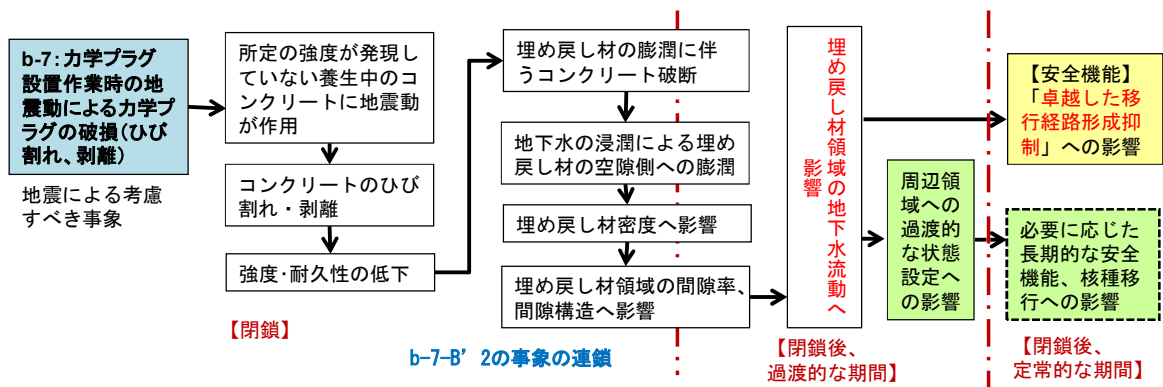 b-7:力学プラグ
設置作業時の地
震動による力学プ
ラグの破損(ひび
割れ、剥離)
地震による考慮
すべき事象
所定の強度が発現し
ていない養生中のコ
ンクリートに地震動
が作用
コンクリートのひび
割れ・剥離
強度・耐久性の低下
【閉鎖】
埋め戻し材の膨潤に伴
うコンクリート破断
地下水の浸潤による埋め
戻し材の空隙側への膨潤
埋め戻し材密度へ影響
埋め戻し材領域の間隙率、
間隙構造へ影響
b-7-B’2の事象の連鎖
埋め戻し材領域の地下水流動へ
影響
【閉鎖後、
過渡的な期間】
周辺領
域への
過渡的
な状態
設定へ
の影響
【安全機能】
「卓越した移
行経路形成抑
制」への影響
必要に応じた
長期的な安全
機能、核種移
行への影響
【閉鎖後、
定常的な期間】